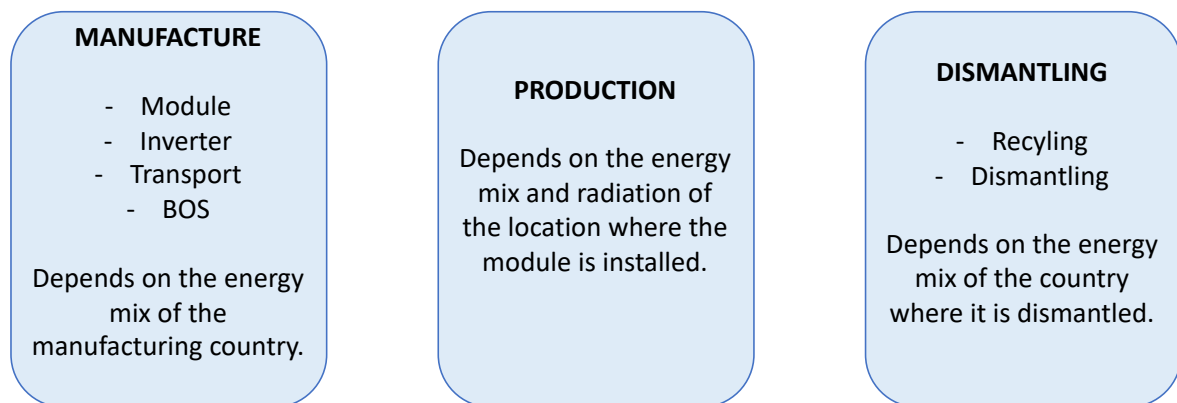 MANUFACTURE
- Module
- Inverter
- Transport
- BOS
Depends on the energy
mix of the
manufacturing country.
PRODUCTION
Depends on the energy
mix and radiation of
the location where the
module is installed.
DISMANTLING
- Recyling
- Dismantling
Depends on the energy
mix of the country
where it is dismantled.